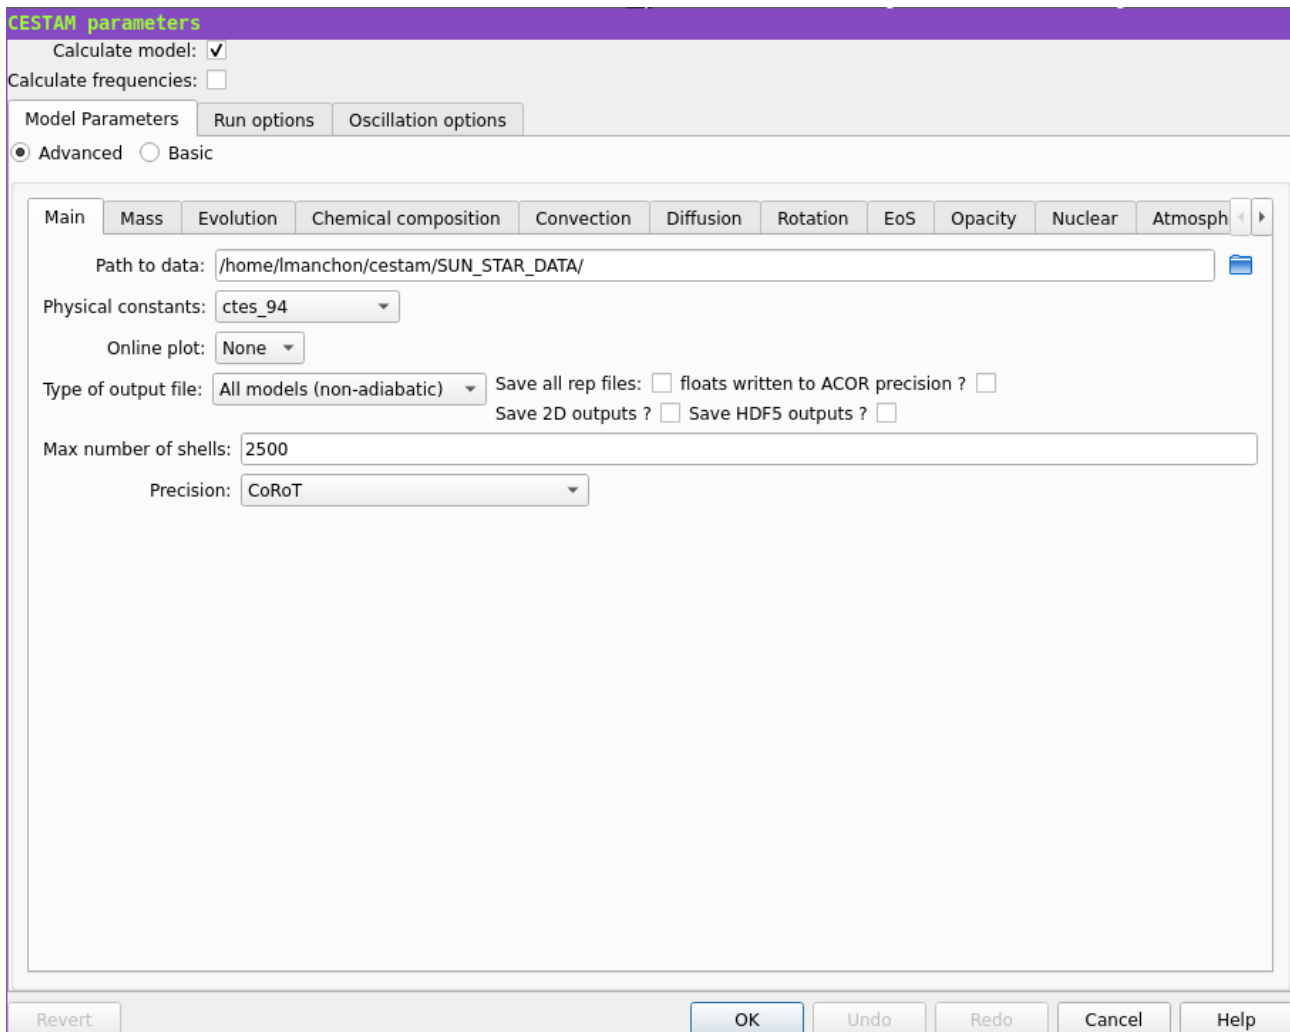 CESTAM parameters
Calculate model:
Calculate frequencies:
Model Parameters Run options Oscillation options
Advanced Basic
Main Mass Evolution Chemical composition Convection Diffusion Rotation EoS Opacity Nuclear Atmosph
Path to data: /home/lmanchon/cestam/SUN_STAR_DATA/
Physical constants: ctes_94
Online plot: None
Type of output file: All models (non-adiabatic) Save all rep files: floats written to ACOR precision ?
Save 2D outputs ? Save HDF5 outputs ?
Max number of shells: 2500
Precision: CoRoT
Revert OK Undo Redo Cancel Help